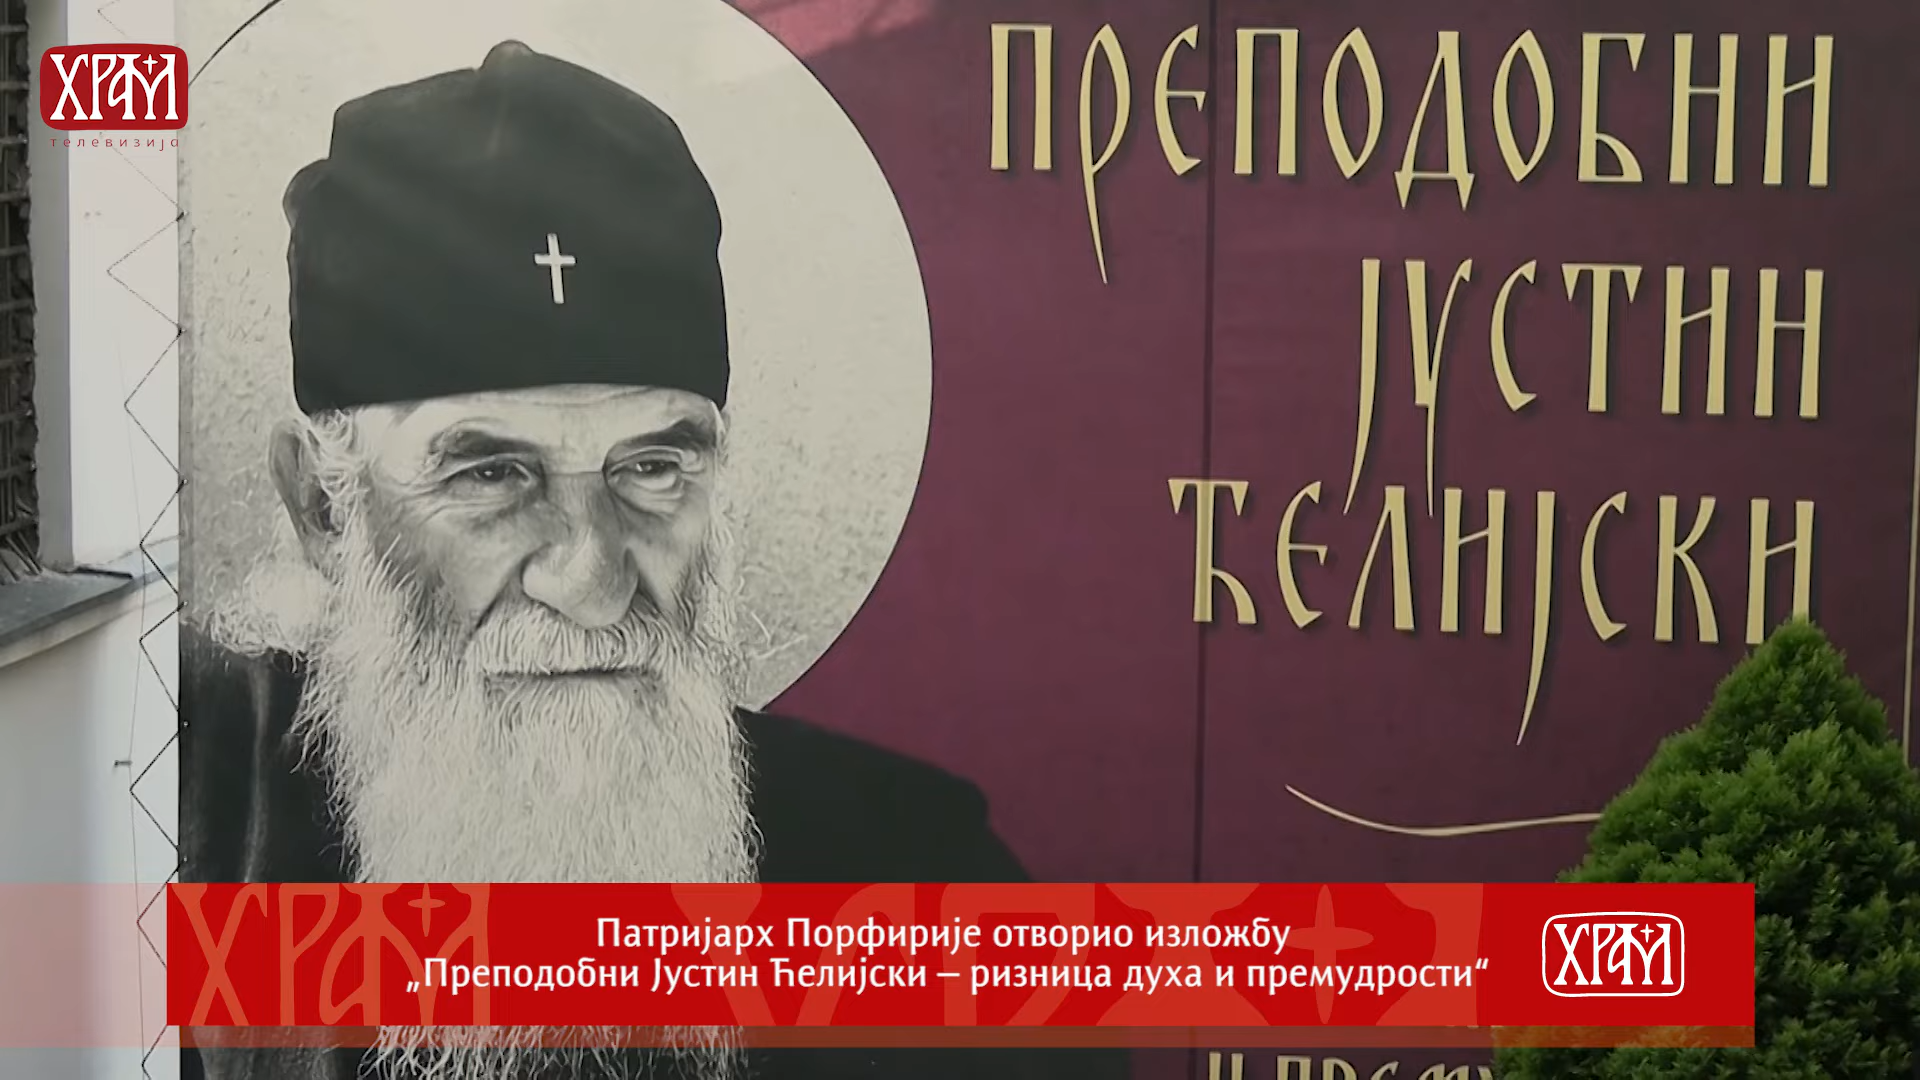 ХРАМ
телевизија
ПРЕПОДОБНИ
ЈУСТИН
ЋЕЛИЈСКИ
Патријарх Порфирије отворио изложбу
„Преподобни Јустин Ћелијски – ризница духа и премудрости“
ХРАМ